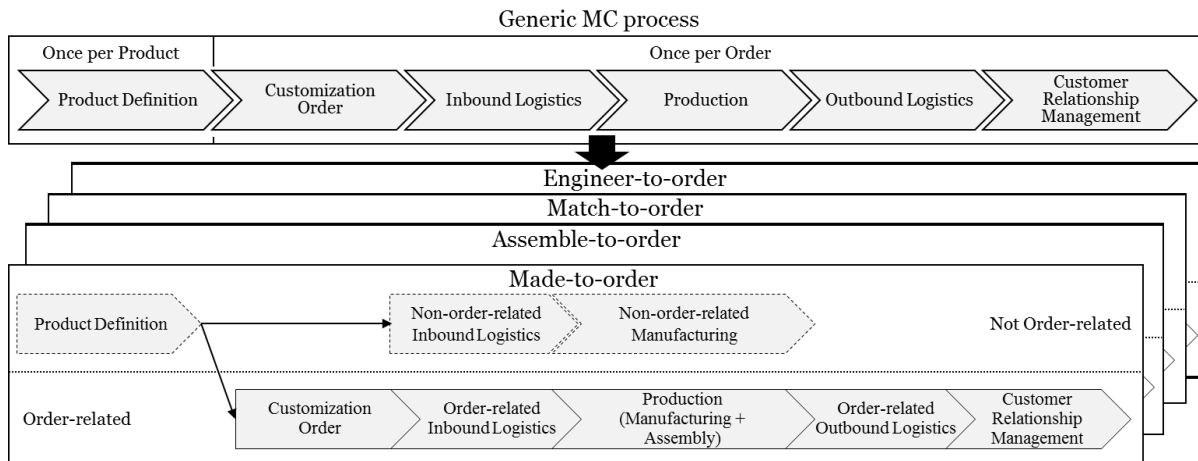 Generic MC process
Once per Product
Once per Order
Product Definition
Customization
Order
Inbound Logistics
Production
Outbound Logistics
Customer
Relationship
Management
Engineer-to-order
Match-to-order
Assemble-to-order
Made-to-order
Product Definition
Non-order-related
Inbound Logistics
Non-order-related
Manufacturing
Not Order-related
Order-related
Customization
Order
Order-related
Inbound Logistics
Production
(Manufacturing +
Assembly)
Order-related
Outbound Logistics
Customer
Relationship
Management